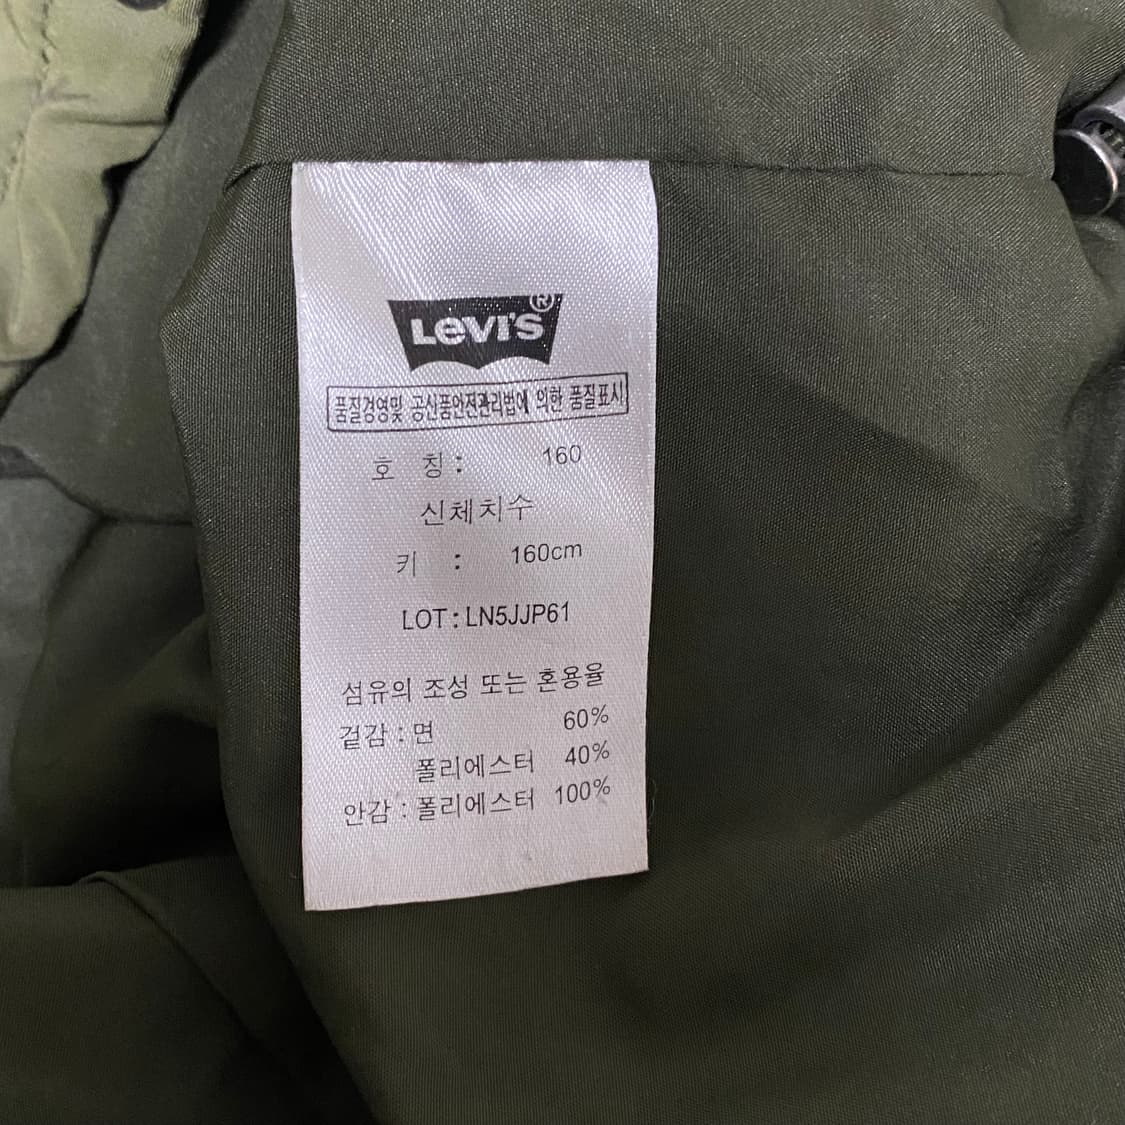 LEVI'S®
품질경영및 공산품안전관리법에 의한 품질표시
호 칭 : 160
신체치수
키 : 160cm
LOT : LN5JJP61
섬유의 조성 또는 혼용율
겉감 : 면 60%
폴리에스터 40%
안감 : 폴리에스터 100%